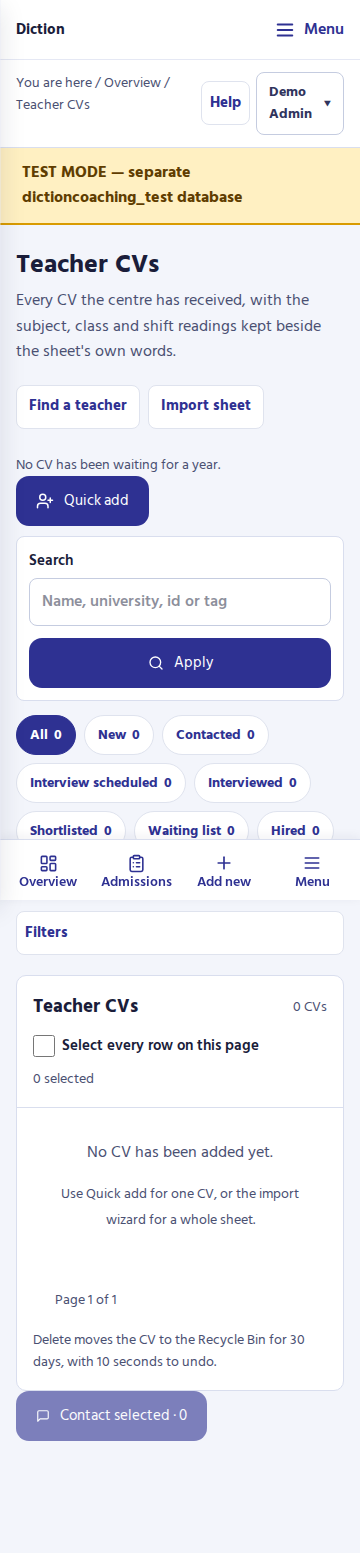 Diction
Menu
You are here / Overview /
Teacher CVs
Help
Demo
Admin
TEST MODE — separate
dictioncoaching_test database
Teacher CVs
Every CV the centre has received, with the
subject, class and shift readings kept beside
the sheet's own words.
Find a teacher
Import sheet
No CV has been waiting for a year.
Quick add
Search
Name, university, id or tag
Apply
All 0
New 0
Contacted 0
Interview scheduled 0
Interviewed 0
Shortlisted 0
Waiting list 0
Hired 0
Overview
Admissions
Add new
Menu
Filters
Teacher CVs
0 CVs
Select every row on this page
0 selected
No CV has been added yet.
Use Quick add for one CV, or the import
wizard for a whole sheet.
Page 1 of 1
Delete moves the CV to the Recycle Bin for 30
days, with 10 seconds to undo.
Contact selected · 0